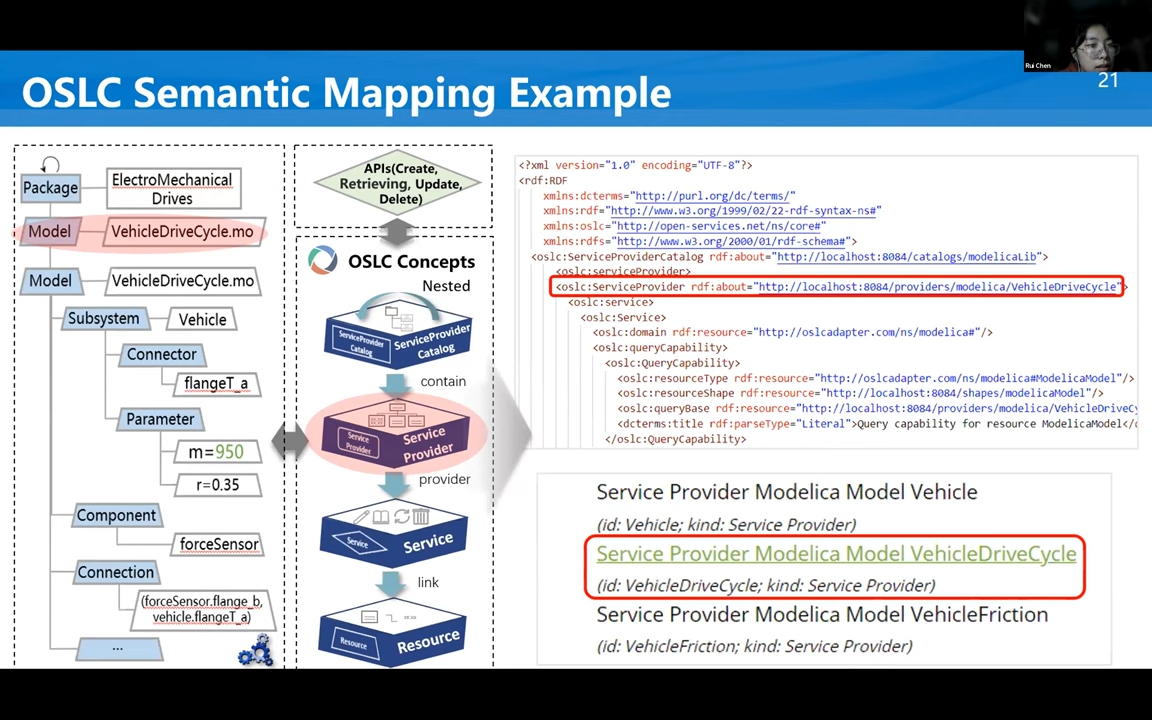 Rui Chen
OSLC Semantic Mapping Example
21
Package
ElectroMechanical
Drives
Model
VehicleDriveCycle.mo
Model
VehicleDriveCycle.mo
Subsystem
Vehicle
Connector
flangeT_a
Parameter
m=950
r=0.35
Component
forceSensor
Connection
(forceSensor.flange_b,
vehicle.flangeT_a)
...
APIs(Create,
Retrieving, Update,
Delete)
OSLC Concepts
Nested
ServiceProvider
Catalog
ServiceProvider
Catalog
contain
Service
Provider
Service
Provider
provider
Service
Service
link
Resource
Resource
<?xml version="1.0" encoding="UTF-8"?>
<rdf:RDF
xmlns:dcterms="http://purl.org/dc/terms/"
xmlns:rdf="http://www.w3.org/1999/02/22-rdf-syntax-ns#"
xmlns:oslc="http://open-services.net/ns/core#"
xmlns:rdfs="http://www.w3.org/2000/01/rdf-schema#">
<oslc:ServiceProviderCatalog rdf:about="http://localhost:8084/catalogs/modelicaLib">
<oslc:serviceProvider>
<oslc:ServiceProvider rdf:about="http://localhost:8084/providers/modelica/VehicleDriveCycle">
<oslc:service>
<oslc:Service>
<oslc:domain rdf:resource="http://oslcadapter.com/ns/modelica#"/>
<oslc:queryCapability>
<oslc:QueryCapability>
<oslc:resourceType rdf:resource="http://oslcadapter.com/ns/modelica#ModelicaModel"/>
<oslc:resourceShape rdf:resource="http://localhost:8084/shapes/modelicaModel"/>
<oslc:queryBase rdf:resource="http://localhost:8084/providers/modelica/VehicleDriveCy
<dcterms:title rdf:parseType="Literal">Query capability for resource ModelicaModel</d
</oslc:QueryCapability>
Service Provider Modelica Model Vehicle
(id: Vehicle; kind: Service Provider)
Service Provider Modelica Model VehicleDriveCycle
(id: VehicleDriveCycle; kind: Service Provider)
Service Provider Modelica Model VehicleFriction
(id: VehicleFriction; kind: Service Provider)